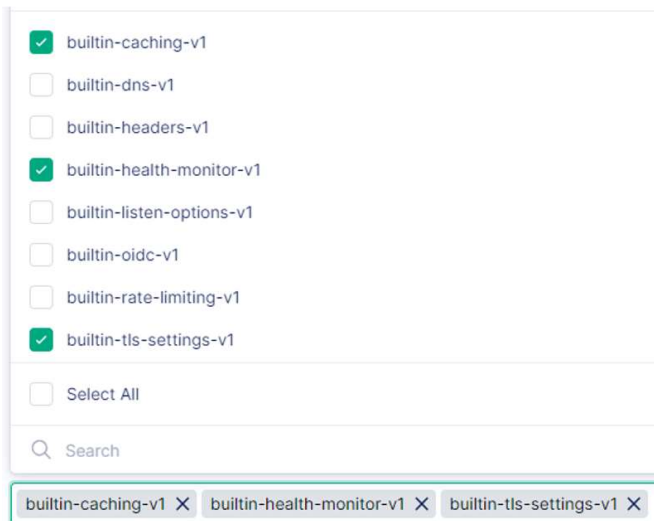 builtin-caching-v1
builtin-dns-v1
builtin-headers-v1
builtin-health-monitor-v1
builtin-listen-options-v1
builtin-oidc-v1
builtin-rate-limiting-v1
builtin-tls-settings-v1
Select All
Search
builtin-caching-v1 builtin-health-monitor-v1 builtin-tls-settings-v1